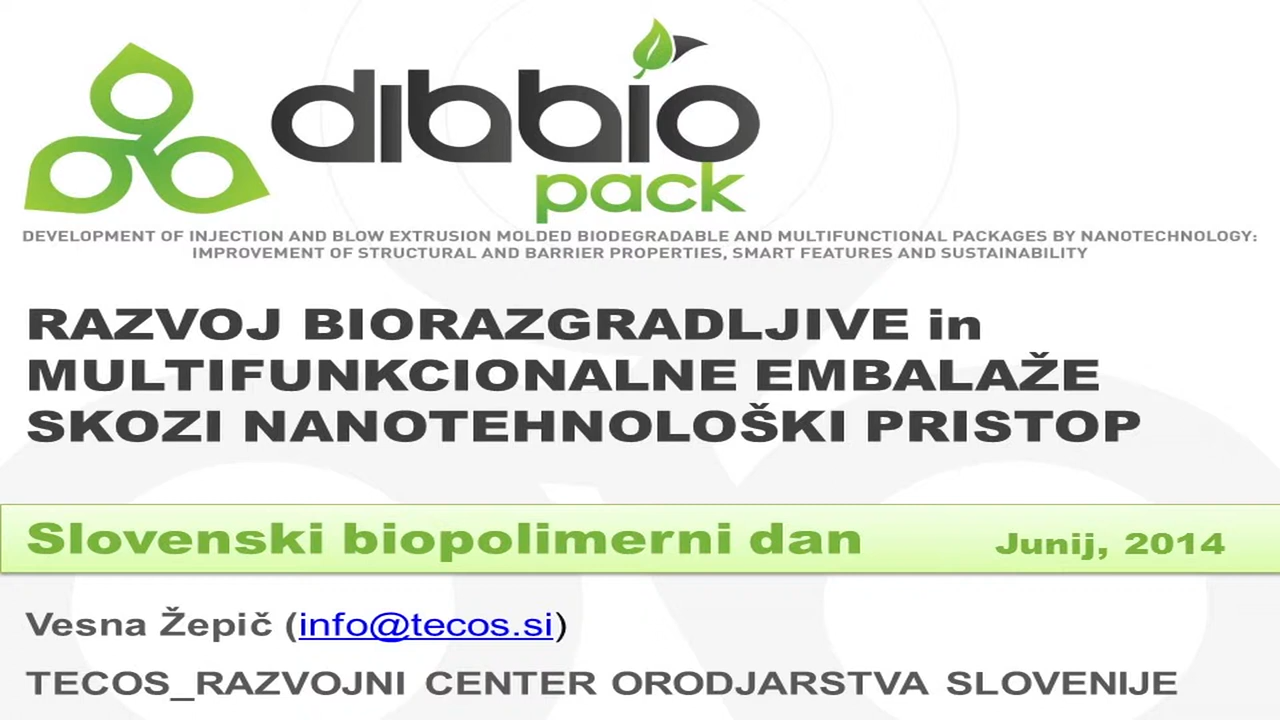 dibbio
pack
DEVELOPMENT OF INJECTION AND BLOW EXTRUSION MOLDED BIODEGRADABLE AND MULTIFUNCTIONAL PACKAGES BY NANOTECHNOLOGY:
IMPROVEMENT OF STRUCTURAL AND BARRIER PROPERTIES, SMART FEATURES AND SUSTAINABILITY
RAZVOJ BIORAZGRADLJIVE in
MULTIFUNKCIONALNE EMBALAŽE
SKOZI NANOTEHNOLOŠKI PRISTOP
Slovenski biopolimerni dan Junij, 2014
Vesna Žepič (info@tecos.si)
TECOS_RAZVOJNI CENTER ORODJARSTVA SLOVENIJE